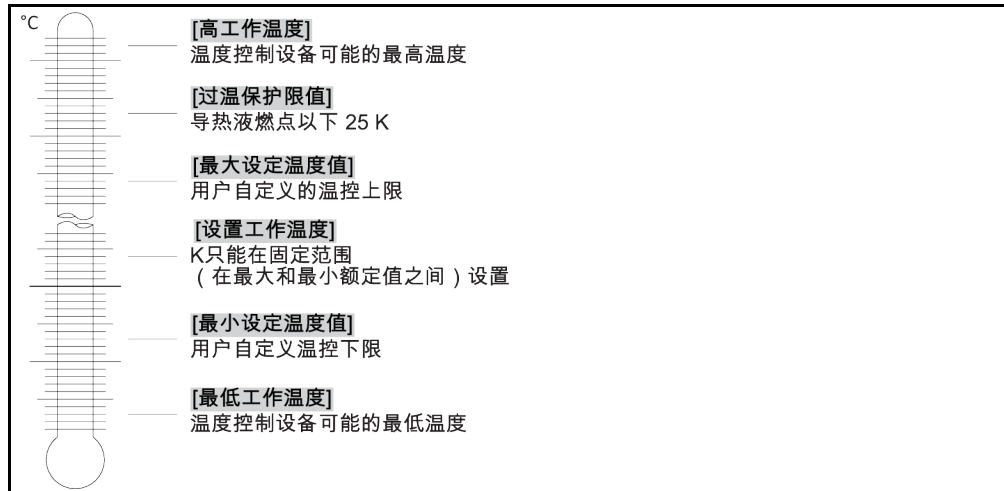 °C
[高工作温度]
温度控制设备可能的最高温度
[过温保护限值]
导热液燃点以下 25 K
[最大设定温度值]
用户自定义的温控上限
[设置工作温度]
K只能在固定范围
（在最大和最小额定值之间）设置
[最小设定温度值]
用户自定义温控下限
[最低工作温度]
温度控制设备可能的最低温度